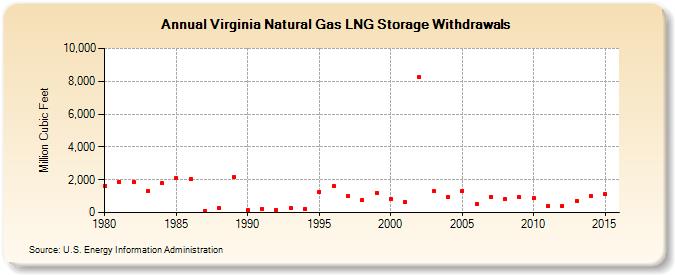 Annual Virginia Natural Gas LNG Storage Withdrawals
Million Cubic Feet
10,000
8,000
6,000
4,000
2,000
0
1980 1985 1990 1995 2000 2005 2010 2015
Source: U.S. Energy Information Administration